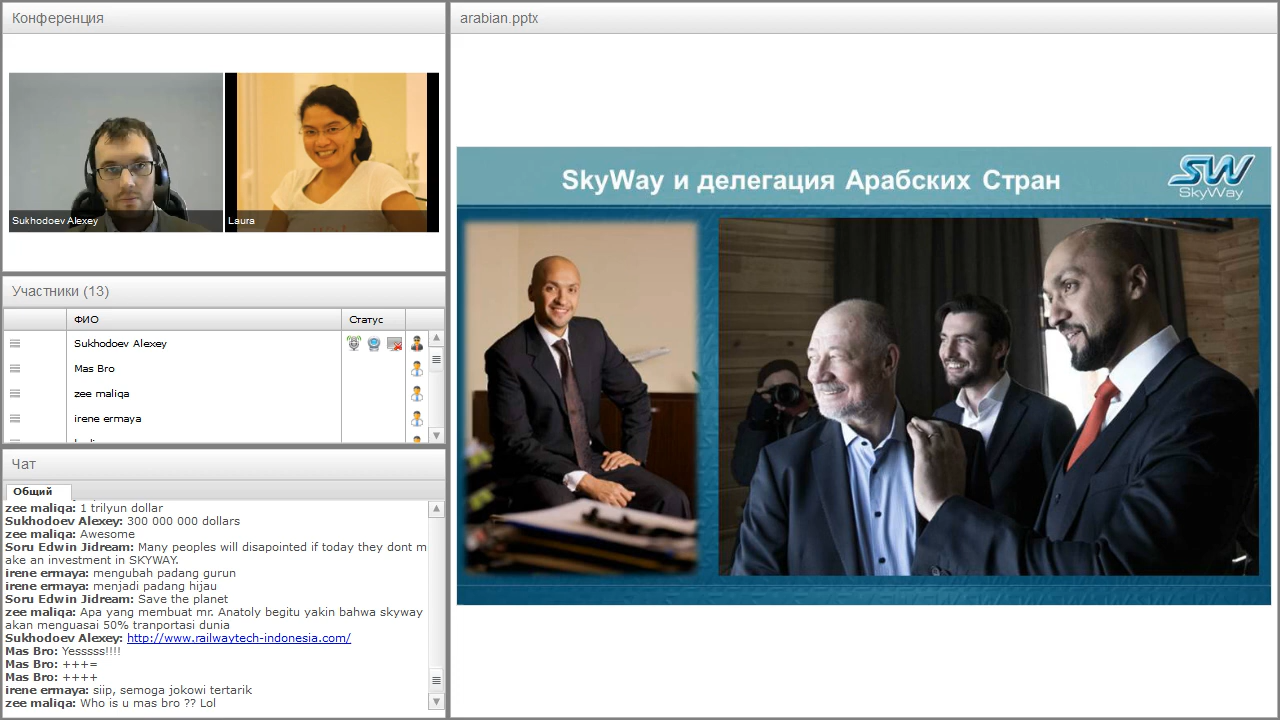 Конференция
Sukhodoev Alexey
Laura
Участники (13)
ФИО
Статус
Sukhodoev Alexey
Mas Bro
zee maliqa
irene ermaya
Чат
Общий
zee maliqa: 1 trilyun dollar
Sukhodoev Alexey: 300 000 000 dollars
zee maliqa: Awesome
Soru Edwin Jidream: Many peoples will disapointed if today they dont m
ake an investment in SKYWAY.
irene ermaya: mengubah padang gurun
irene ermaya: menjadi padang hijau
Soru Edwin Jidream: Save the planet
zee maliqa: Apa yang membuat mr. Anatoly begitu yakin bahwa skyway
akan menguasai 50% tranportasi dunia
Sukhodoev Alexey: http://www.railwaytech-indonesia.com/
Mas Bro: Yesssss!!!!
Mas Bro: +++=
Mas Bro: ++++
irene ermaya: siip, semoga jokowi tertarik
zee maliqa: Who is u mas bro ?? Lol
arabian.pptx
SkyWay и делегация Арабских Стран
SW
SkyWay